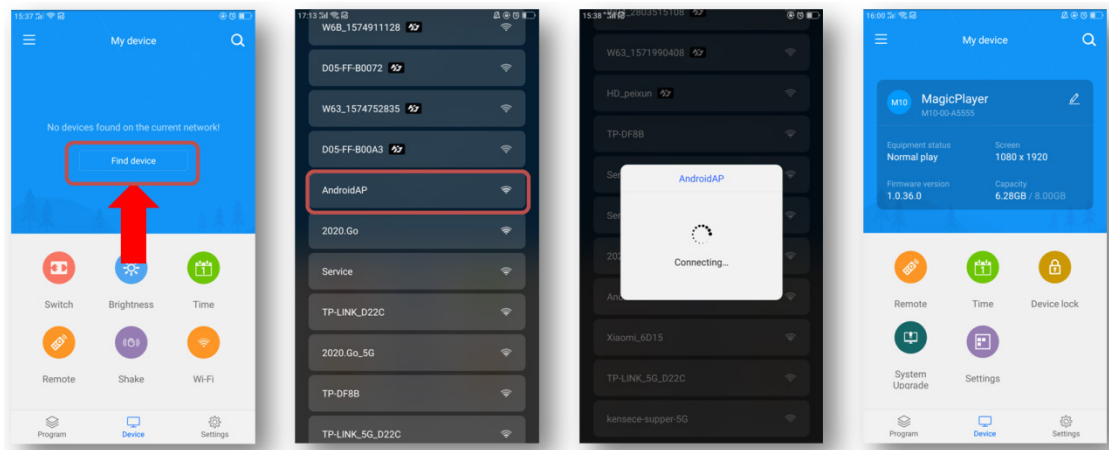 15:37
My device
No devices found on the current network!
Find device
Switch
Brightness
Time
Remote
Shake
Wi-Fi
Program
Device
Settings
17:13
W6B_1574911128
D05-FF-B0072
W63_1574752835
D05-FF-B00A3
AndroidAP
2020.Go
Service
TP-LINK_D22C
2020.Go_5G
TP-DF8B
TP-LINK_5G_D22C
15:38
W63_1571990408
HD_peixun
TP-DF8B
Ser
AndroidAP
Ser
202
Connecting...
And
Xiaomi_6D15
TP-LINK_5G_D22C
kensece-supper-5G
16:00
My device
M10
MagicPlayer
M10-00-A5555
Equipment status
Normal play
Screen
1080 x 1920
Firmware version
1.0.36.0
Capacity
6.28GB / 8.00GB
Remote
Time
Device lock
System
Upgrade
Settings
Program
Device
Settings